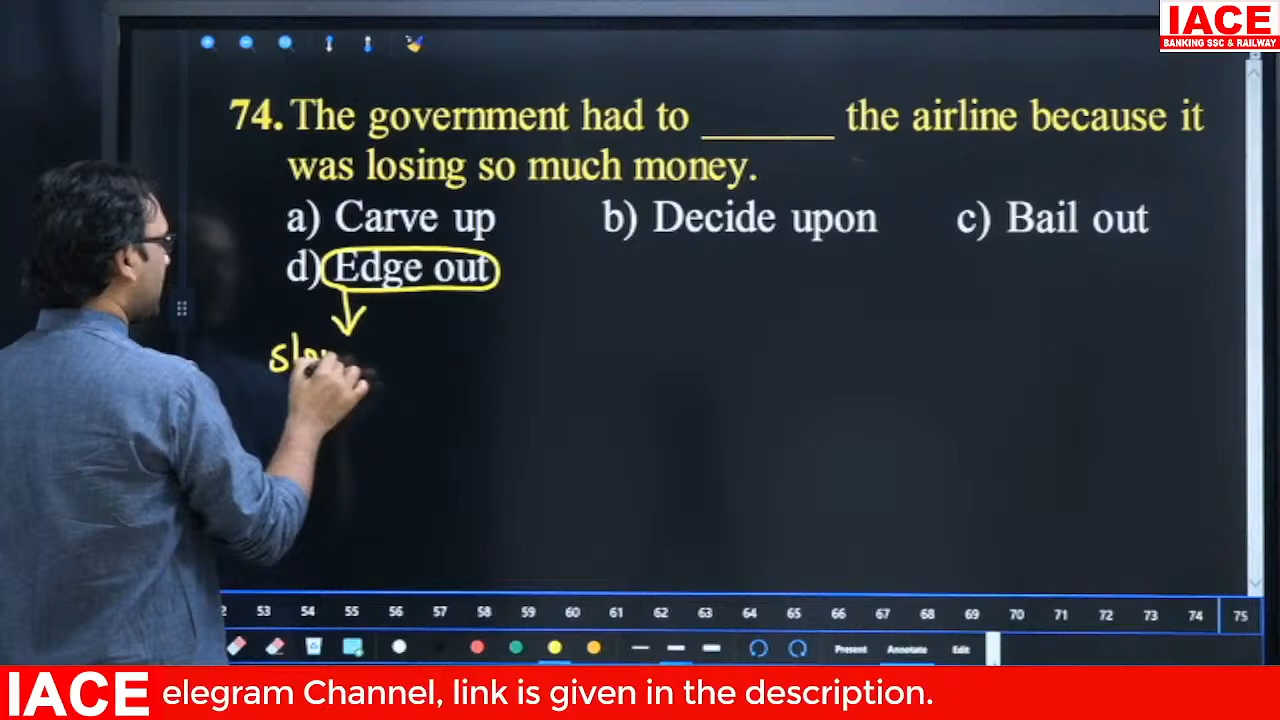 IACE
BANKING SSC & RAILWAY
74. The government had to ______ the airline because it
was losing so much money.
a) Carve up b) Decide upon c) Bail out
d) Edge out
53 54 55 56 57 58 59 60 61 62 63 64 65 66 67 68 69 70 71 72 73 74 75
Present Annotate Edit
IACE elegram Channel, link is given in the description.